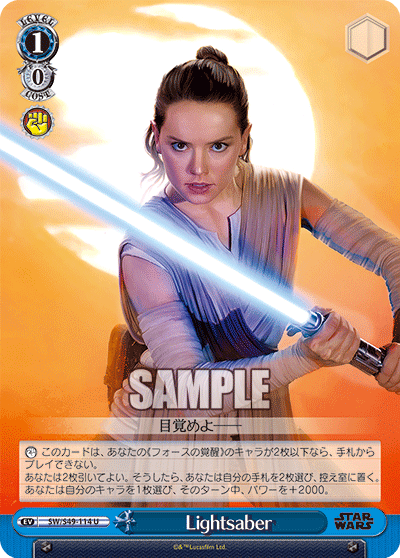 LEVEL
1
0
COST
SAMPLE
目覚めよ――
このカードは、あなたの《フォースの覚醒》のキャラが2枚以下なら、手札から
プレイできない。
あなたは2枚引いてよい。そうしたら、あなたは自分の手札を2枚選び、控え室に置く。
あなたは自分のキャラを1枚選び、そのターン中、パワーを+2000。
EV
SW/S49-114 U
Lightsaber
STAR
WARS
©&™Lucasfilm Ltd.